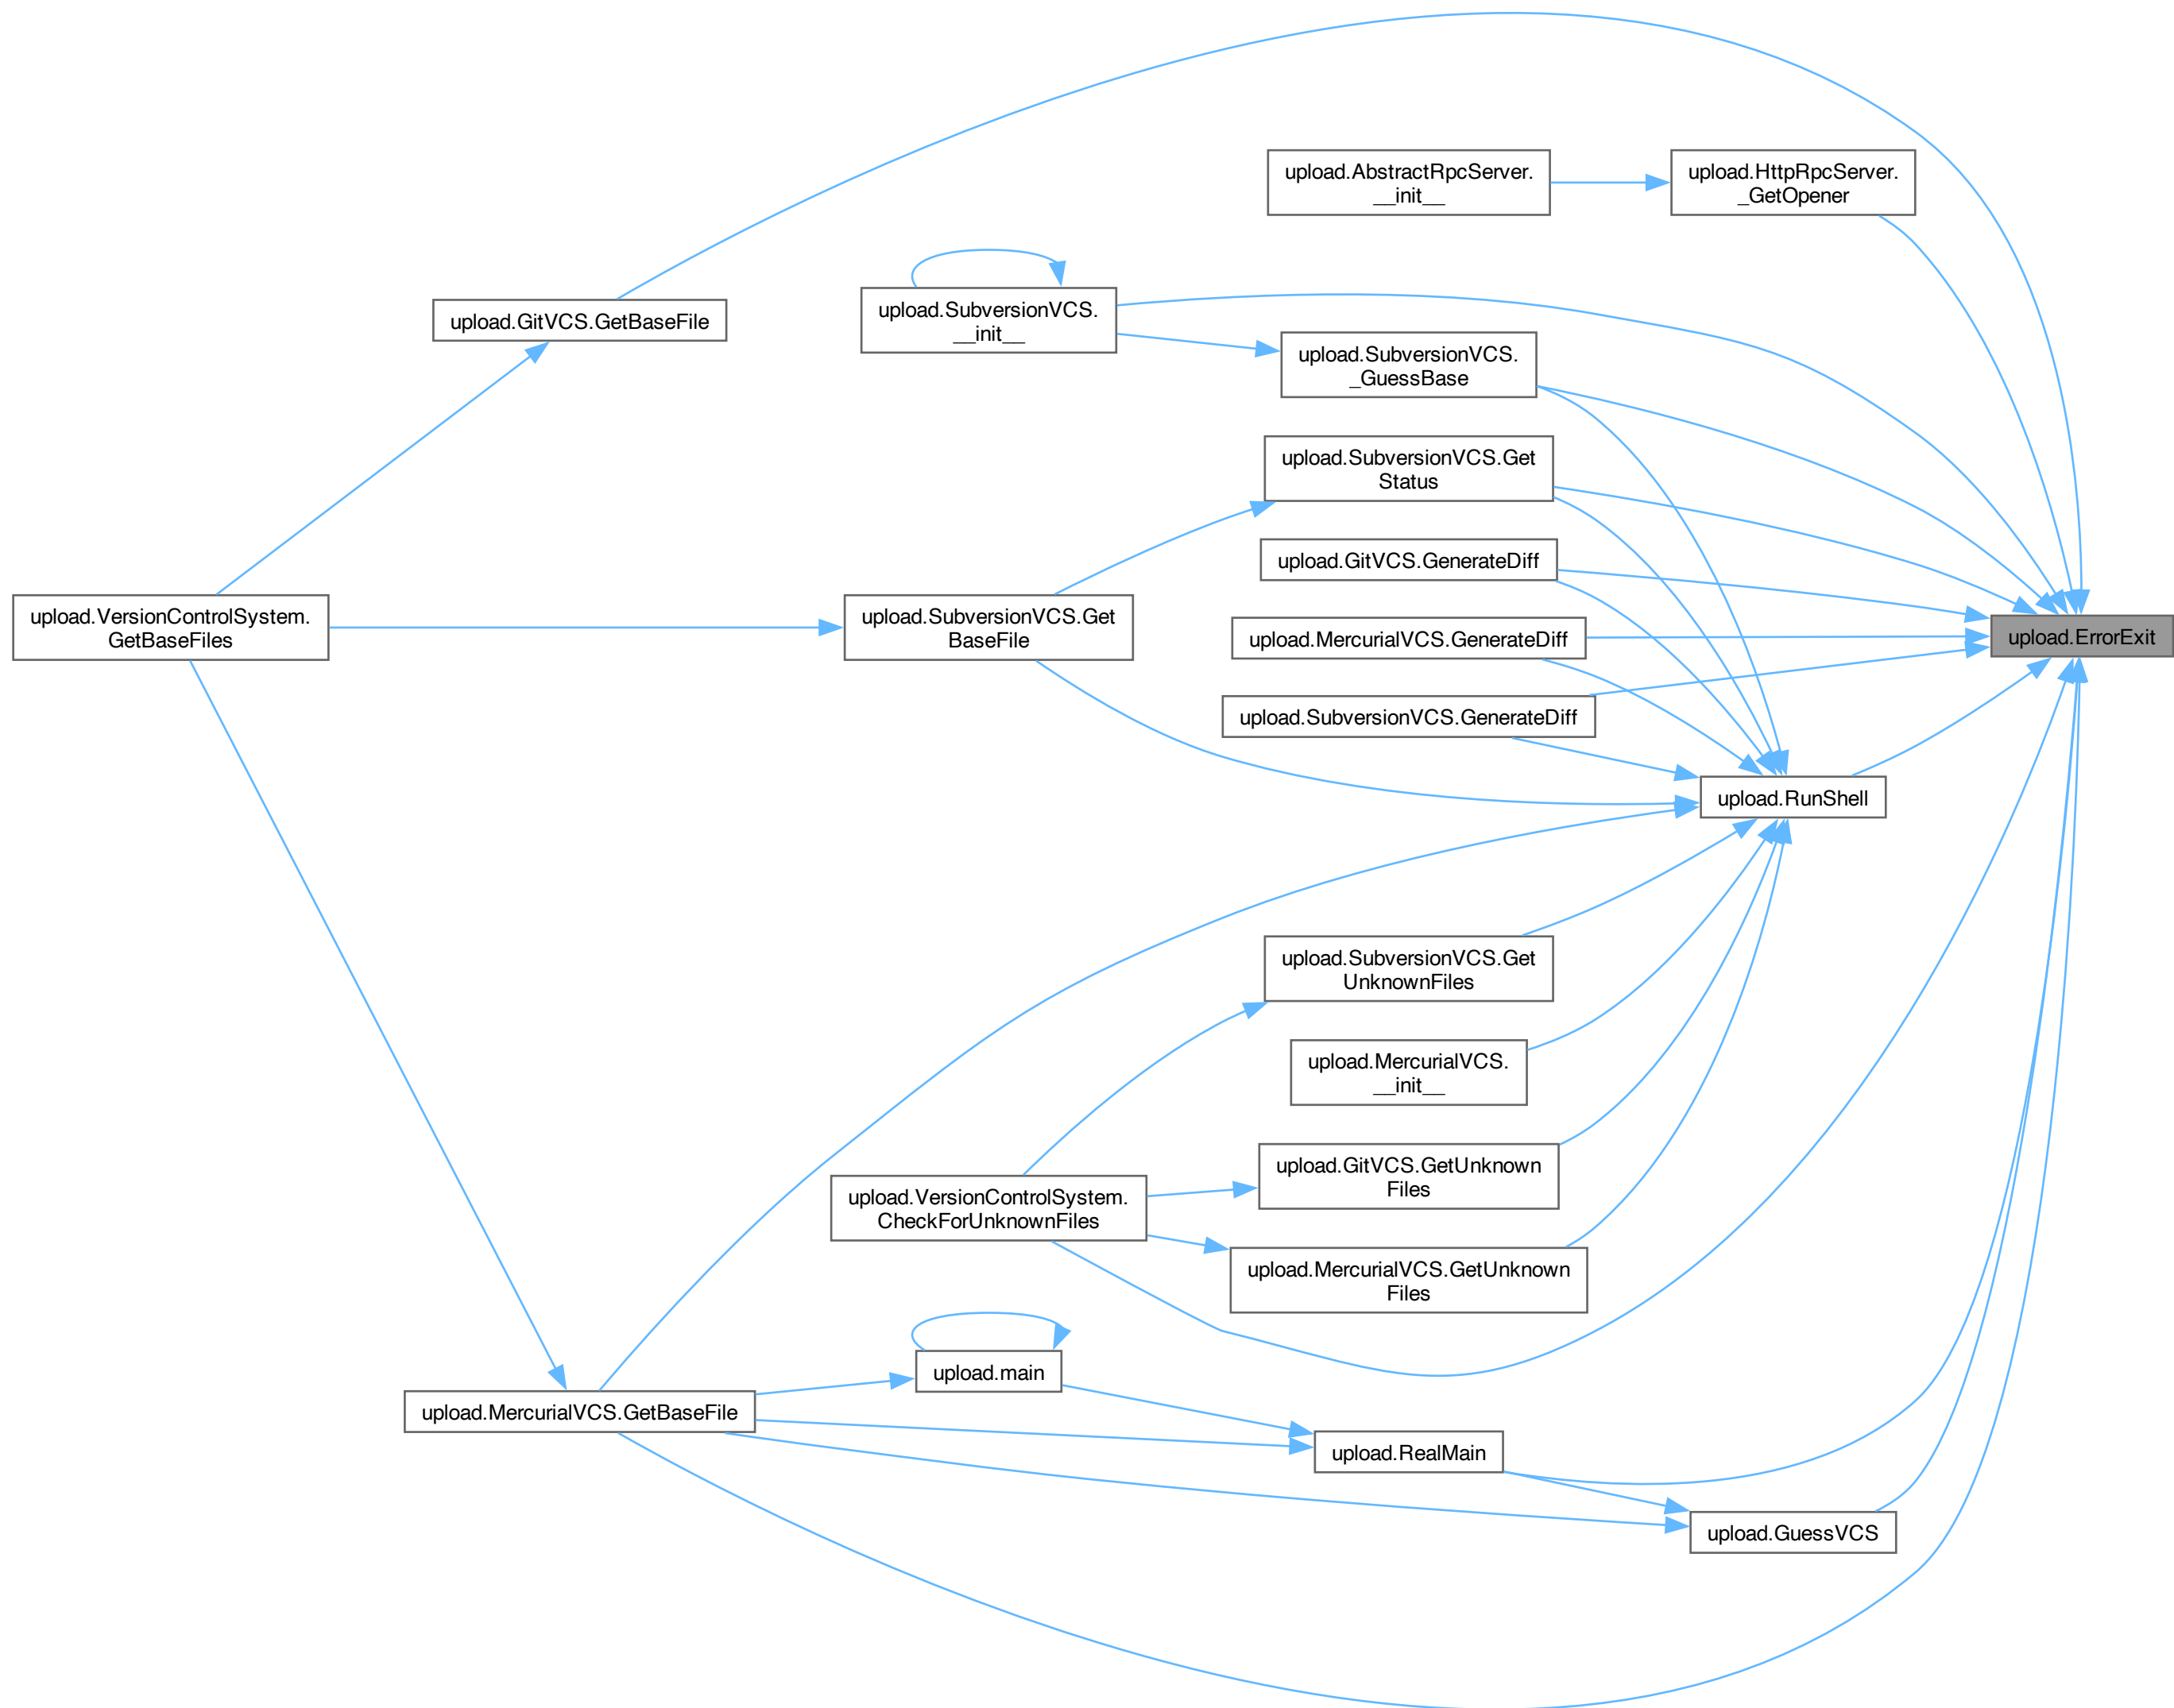 upload.AbstractRpcServer.
__init__
upload.HttpRpcServer.
_GetOpener
upload.GitVCS.GetBaseFile
upload.SubversionVCS.
__init__
upload.SubversionVCS.
_GuessBase
upload.SubversionVCS.Get
Status
upload.GitVCS.GenerateDiff
upload.VersionControlSystem.
GetBaseFiles
upload.SubversionVCS.Get
BaseFile
upload.MercurialVCS.GenerateDiff
upload.ErrorExit
upload.SubversionVCS.GenerateDiff
upload.RunShell
upload.SubversionVCS.Get
UnknownFiles
upload.MercurialVCS.
__init__
upload.GitVCS.GetUnknown
Files
upload.VersionControlSystem.
CheckForUnknownFiles
upload.MercurialVCS.GetUnknown
Files
upload.main
upload.MercurialVCS.GetBaseFile
upload.RealMain
upload.GuessVCS